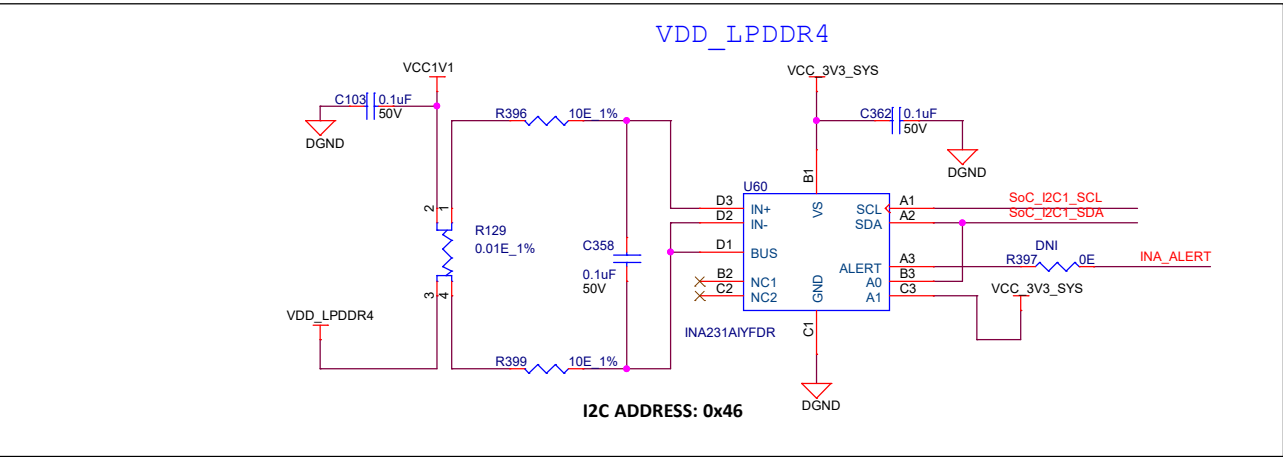 VDD_LPDDR4
VCC1V1
VCC_3V3_SYS
C103 0.1uF
50V
DGND
R396 10E_1%
C362 0.1uF
50V
DGND
B1
U60
2 1
R129
0.01E_1%
3 4
C358
0.1uF
50V
D3 IN+
D2 IN-
D1 BUS
B2 NC1
C2 NC2
VS
GND
C1
SCL A1 SoC_I2C1_SCL
SDA A2 SoC_I2C1_SDA
DNI
ALERT A3 R397 0E INA_ALERT
A0 B3
A1 C3 VCC_3V3_SYS
VDD_LPDDR4
INA231AIYFDR
R399 10E_1%
DGND
I2C ADDRESS: 0x46